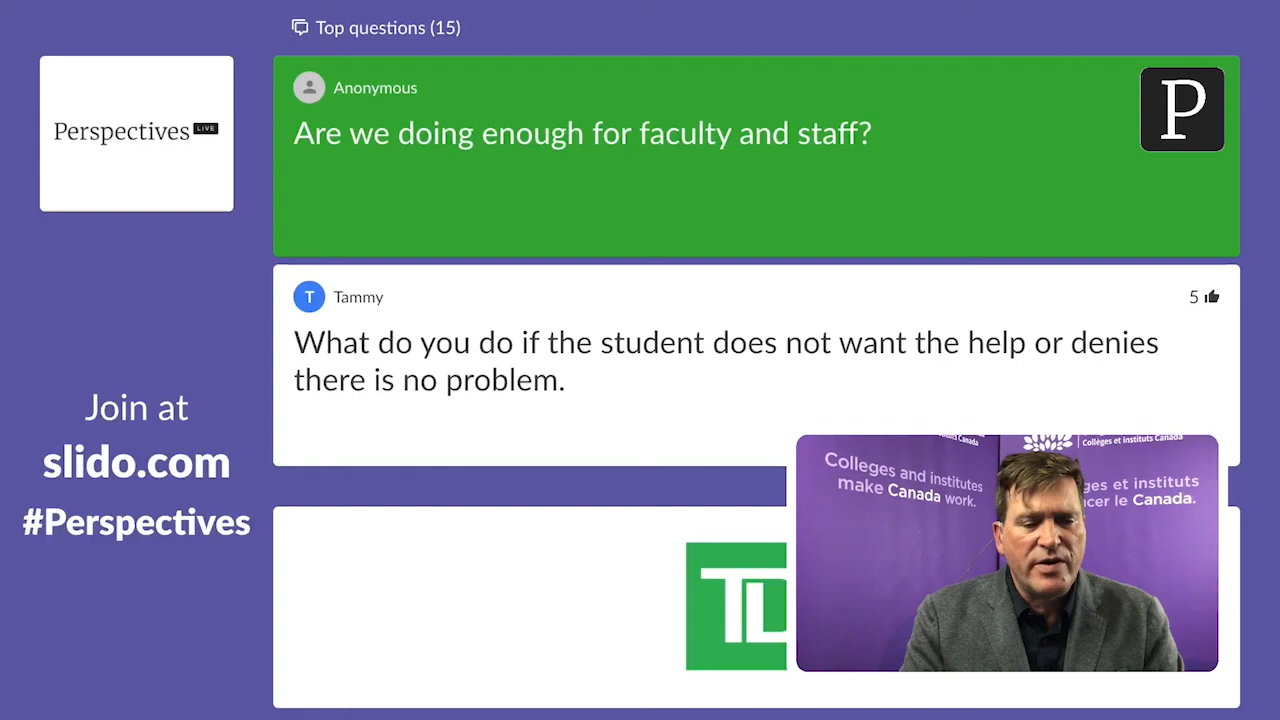 Top questions (15)
Perspectives LIVE
Anonymous
P
Are we doing enough for faculty and staff?
T Tammy
5
What do you do if the student does not want the help or denies
there is no problem.
Join at
slido.com
#Perspectives
TD
Canada
Collèges et instituts Canada
Colleges and institutes
make Canada work.
ges et instituts
cer le Canada.